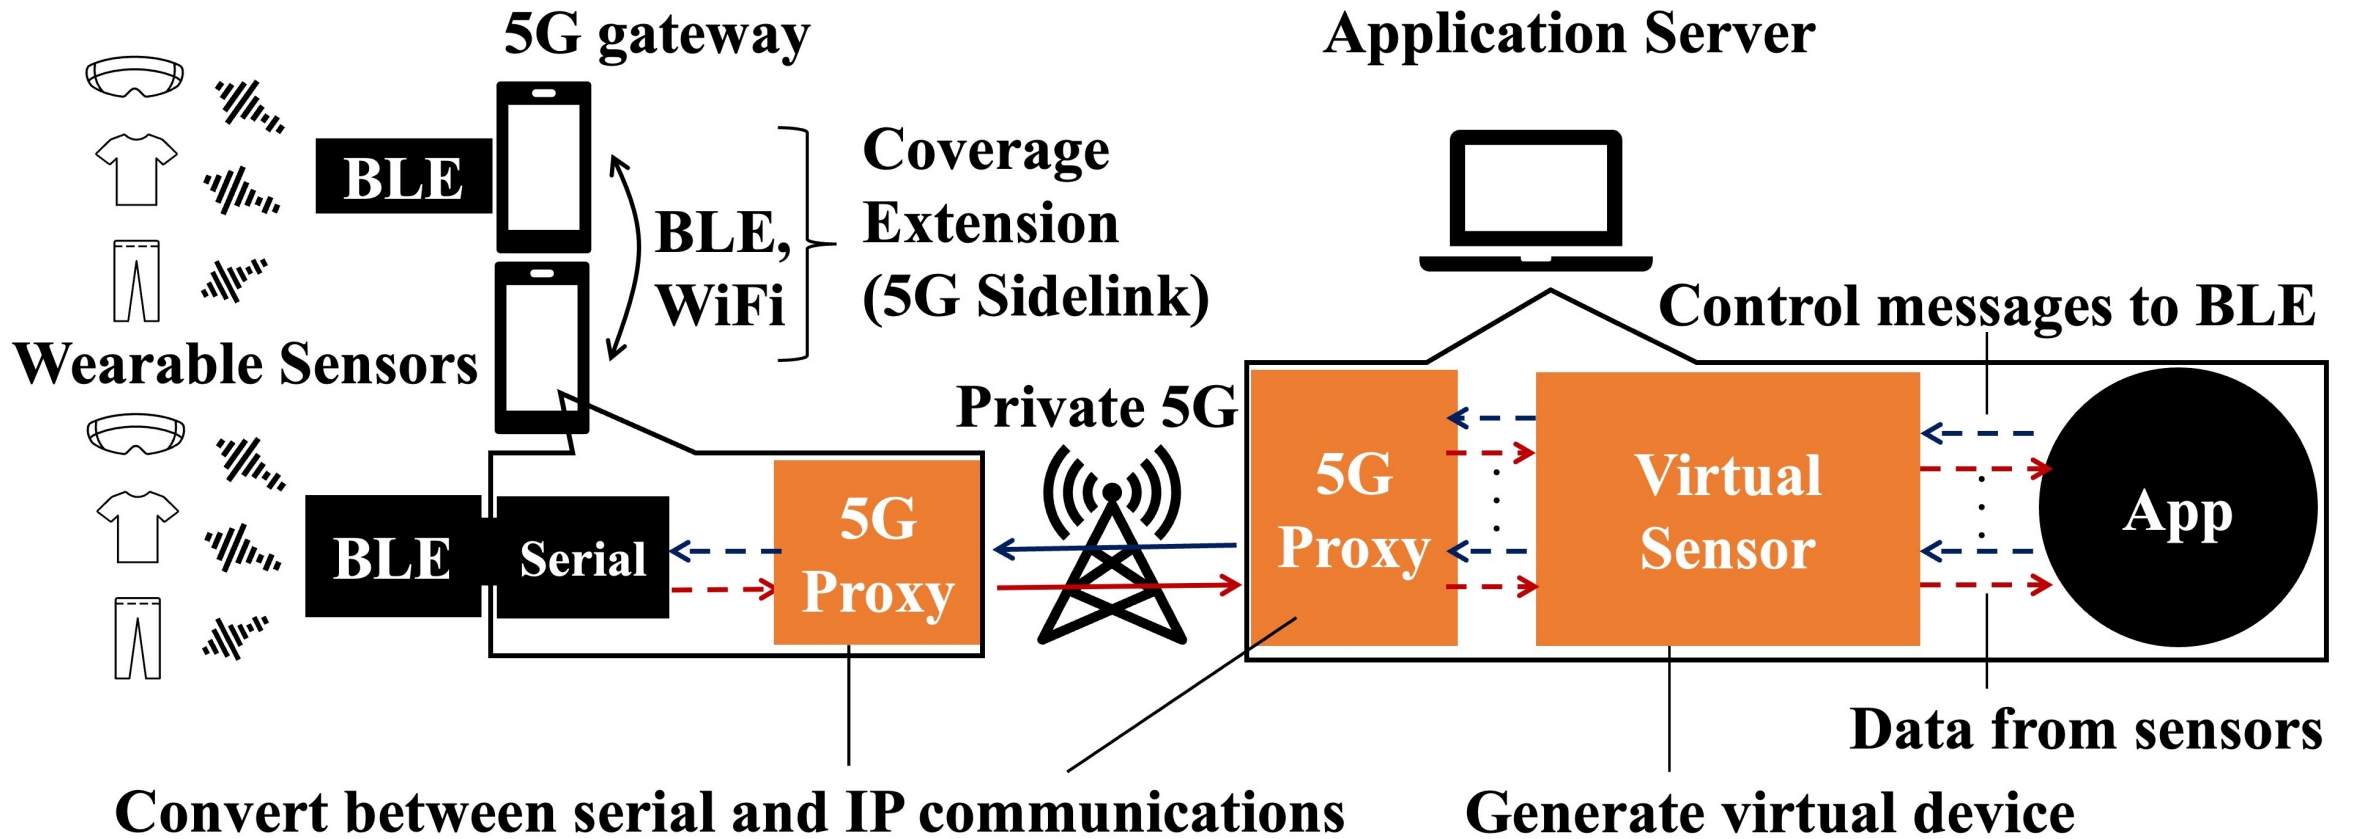 5G gateway
Application Server
BLE
Coverage
Extension
(5G Sidelink)
BLE,
WiFi
Control messages to BLE
Wearable Sensors
Private 5G
BLE
Serial
5G
Proxy
5G
Proxy
Virtual
Sensor
App
Data from sensors
Convert between serial and IP communications
Generate virtual device